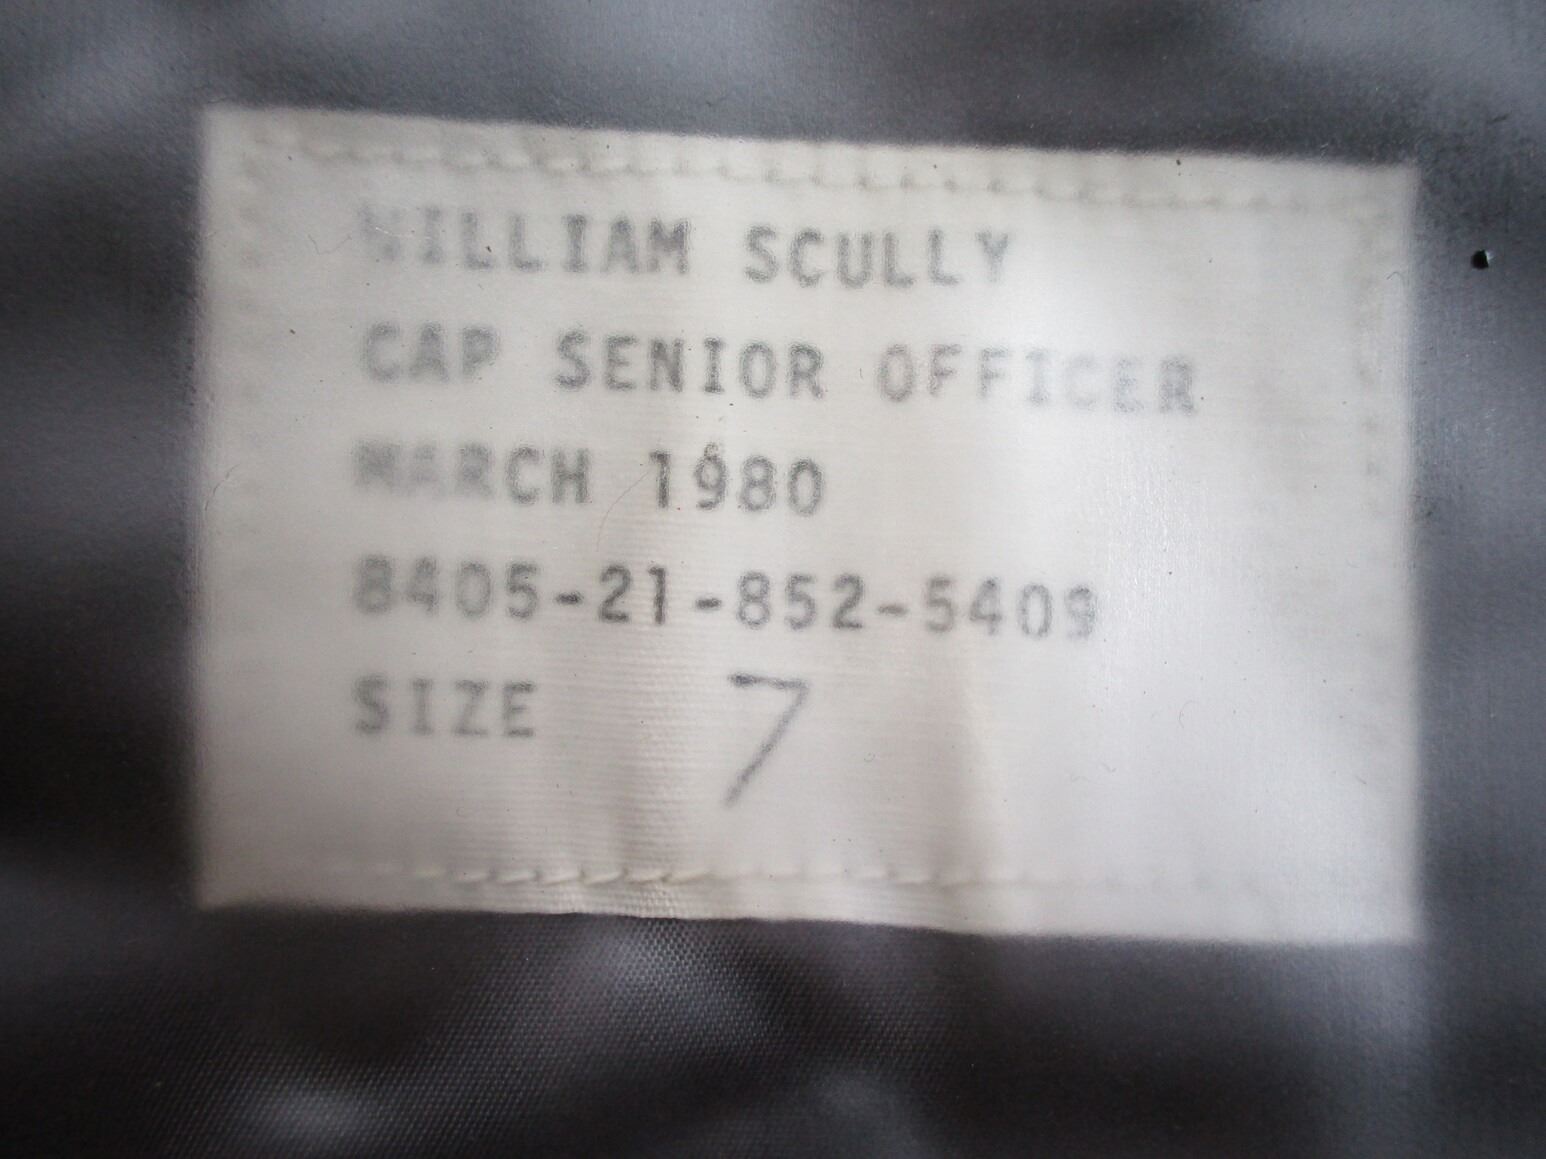 WILLIAM SCULLY
CAP SENIOR OFFICER
MARCH 1980
8405-21-852-5409
SIZE 7